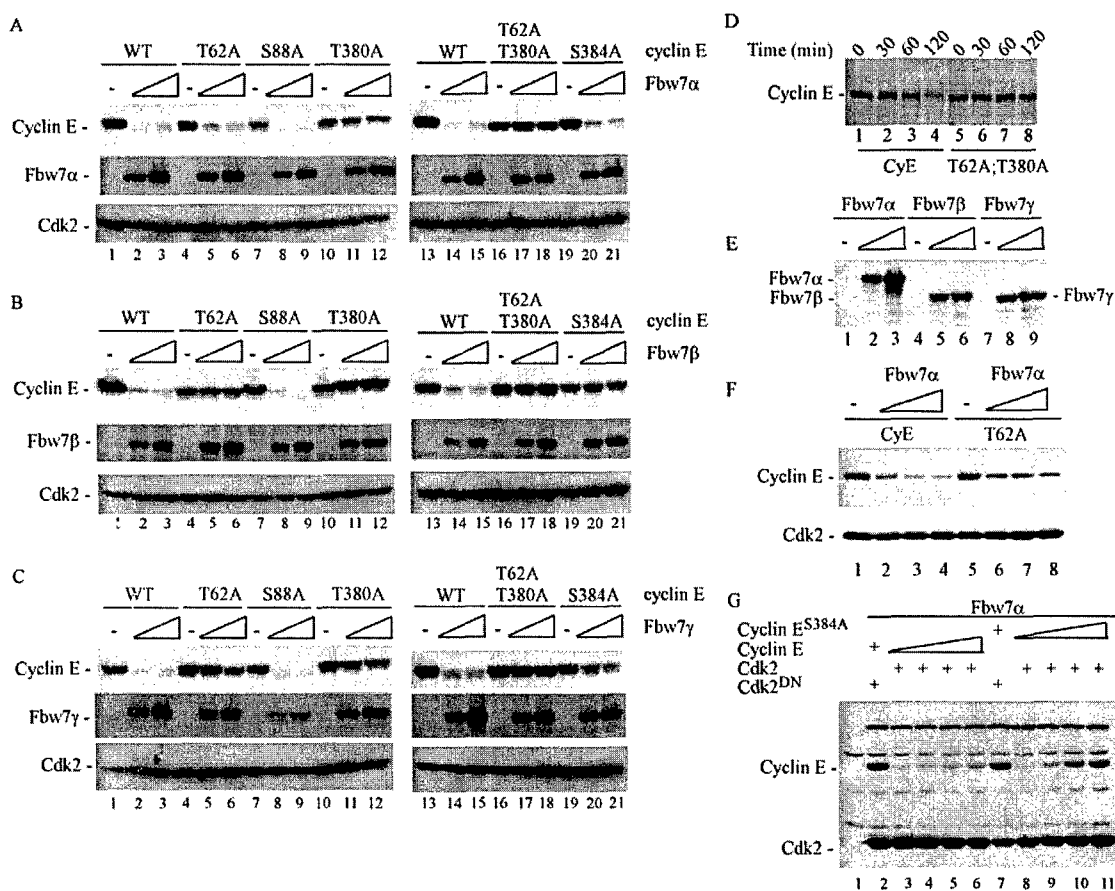 A
WT T62A S88A T380A
WT T62A T380A S384A cyclin E
- - - - - - - Fbw7α
Cyclin E -
Fbw7α -
Cdk2 -
1 2 3 4 5 6 7 8 9 10 11 12 13 14 15 16 17 18 19 20 21
B
WT T62A S88A T380A
WT T62A T380A S384A cyclin E
- - - - - - - Fbw7β
Cyclin E -
Fbw7β -
Cdk2 -
2 3 4 5 6 7 8 9 10 11 12 13 14 15 16 17 18 19 20 21
C
WT T62A S88A T380A
WT T62A T380A S384A cyclin E
- - - - - - - Fbw7γ
Cyclin E -
Fbw7γ -
Cdk2 -
1 2 3 4 5 6 7 8 9 10 11 12 13 14 15 16 17 18 19 20 21
D
Time (min) 0 30 60 120 0 30 60 120
Cyclin E -
1 2 3 4 5 6 7 8
CyE T62A;T380A
E
Fbw7α Fbw7β Fbw7γ
- - -
Fbw7α -
Fbw7β - - Fbw7γ
1 2 3 4 5 6 7 8 9
F
Fbw7α Fbw7α
- -
CyE T62A
Cyclin E -
Cdk2 -
1 2 3 4 5 6 7 8
G
Fbw7α
Cyclin E^S384A +
Cyclin E +
Cdk2 + + + + + + + +
Cdk2^DN + +
Cyclin E -
Cdk2 -
1 2 3 4 5 6 7 8 9 10 11